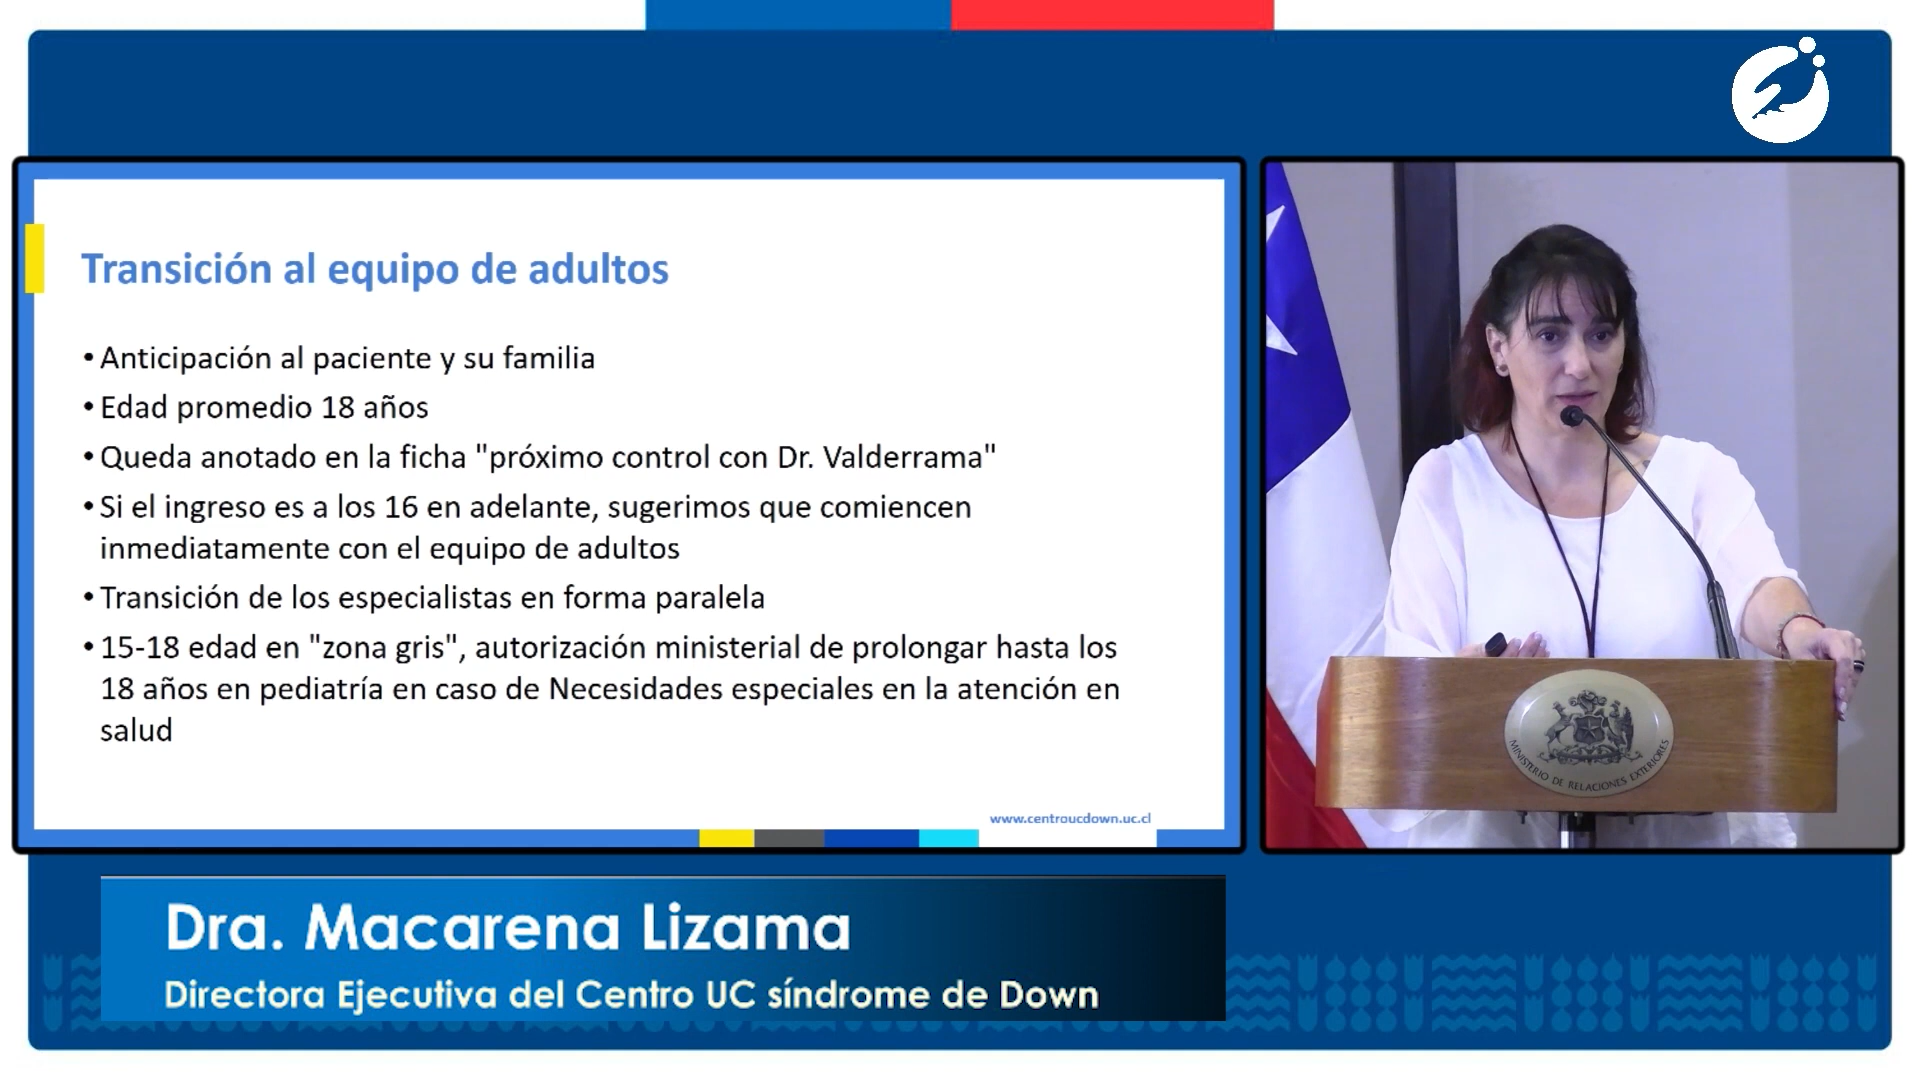 Transición al equipo de adultos
• Anticipación al paciente y su familia
• Edad promedio 18 años
• Queda anotado en la ficha "próximo control con Dr. Valderrama"
• Si el ingreso es a los 16 en adelante, sugerimos que comiencen
inmediatamente con el equipo de adultos
• Transición de los especialistas en forma paralela
• 15-18 edad en "zona gris", autorización ministerial de prolongar hasta los
18 años en pediatría en caso de Necesidades especiales en la atención en
salud
www.centroucdown.uc.cl
MINISTERIO DE RELACIONES EXTERIORES
Dra. Macarena Lizama
Directora Ejecutiva del Centro UC síndrome de Down